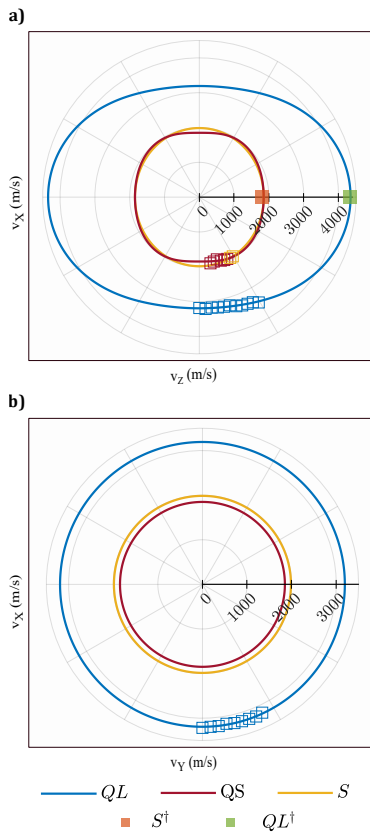 a)
v_X (m/s)
0 1000 2000 3000 4000
v_Z (m/s)
b)
v_X (m/s)
0 1000 2000 3000
v_Y (m/s)
QL QS S
S† QL†